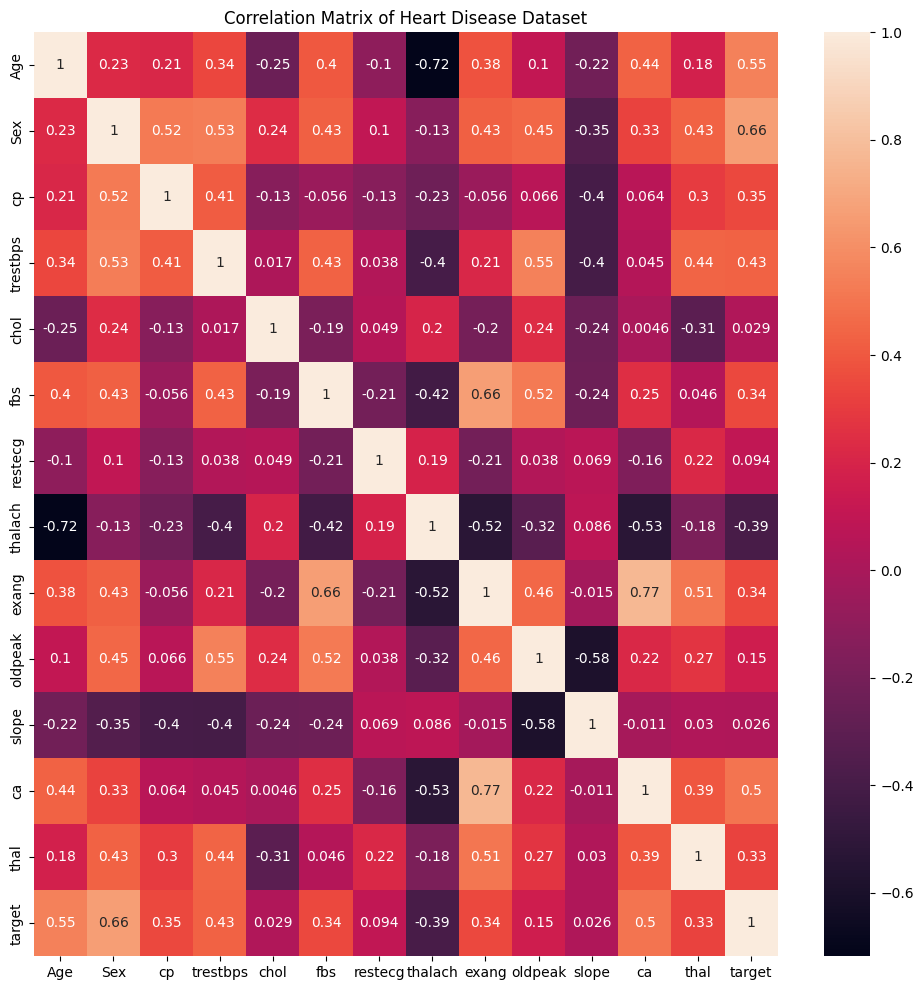 Correlation Matrix of Heart Disease Dataset
Age 1 0.23 0.21 0.34 -0.25 0.4 -0.1 -0.72 0.38 0.1 -0.22 0.44 0.18 0.55
Sex 0.23 1 0.52 0.53 0.24 0.43 0.1 -0.13 0.43 0.45 -0.35 0.33 0.43 0.66
cp 0.21 0.52 1 0.41 -0.13 -0.056 -0.13 -0.23 -0.056 0.066 -0.4 0.064 0.3 0.35
trestbps 0.34 0.53 0.41 1 0.017 0.43 0.038 -0.4 0.21 0.55 -0.4 0.045 0.44 0.43
chol -0.25 0.24 -0.13 0.017 1 -0.19 0.049 0.2 -0.2 0.24 -0.24 0.0046 -0.31 0.029
fbs 0.4 0.43 -0.056 0.43 -0.19 1 -0.21 -0.42 0.66 0.52 -0.24 0.25 0.046 0.34
restecg -0.1 0.1 -0.13 0.038 0.049 -0.21 1 0.19 -0.21 0.038 0.069 -0.16 0.22 0.094
thalach -0.72 -0.13 -0.23 -0.4 0.2 -0.42 0.19 1 -0.52 -0.32 0.086 -0.53 -0.18 -0.39
exang 0.38 0.43 -0.056 0.21 -0.2 0.66 -0.21 -0.52 1 0.46 -0.015 0.77 0.51 0.34
oldpeak 0.1 0.45 0.066 0.55 0.24 0.52 0.038 -0.32 0.46 1 -0.58 0.22 0.27 0.15
slope -0.22 -0.35 -0.4 -0.4 -0.24 -0.24 0.069 0.086 -0.015 -0.58 1 -0.011 0.03 0.026
ca 0.44 0.33 0.064 0.045 0.0046 0.25 -0.16 -0.53 0.77 0.22 -0.011 1 0.39 0.5
thal 0.18 0.43 0.3 0.44 -0.31 0.046 0.22 -0.18 0.51 0.27 0.03 0.39 1 0.33
target 0.55 0.66 0.35 0.43 0.029 0.34 0.094 -0.39 0.34 0.15 0.026 0.5 0.33 1
Age Sex cp trestbps chol fbs restecg thalach exang oldpeak slope ca thal target
1.0
0.8
0.6
0.4
0.2
0.0
−0.2
−0.4
−0.6